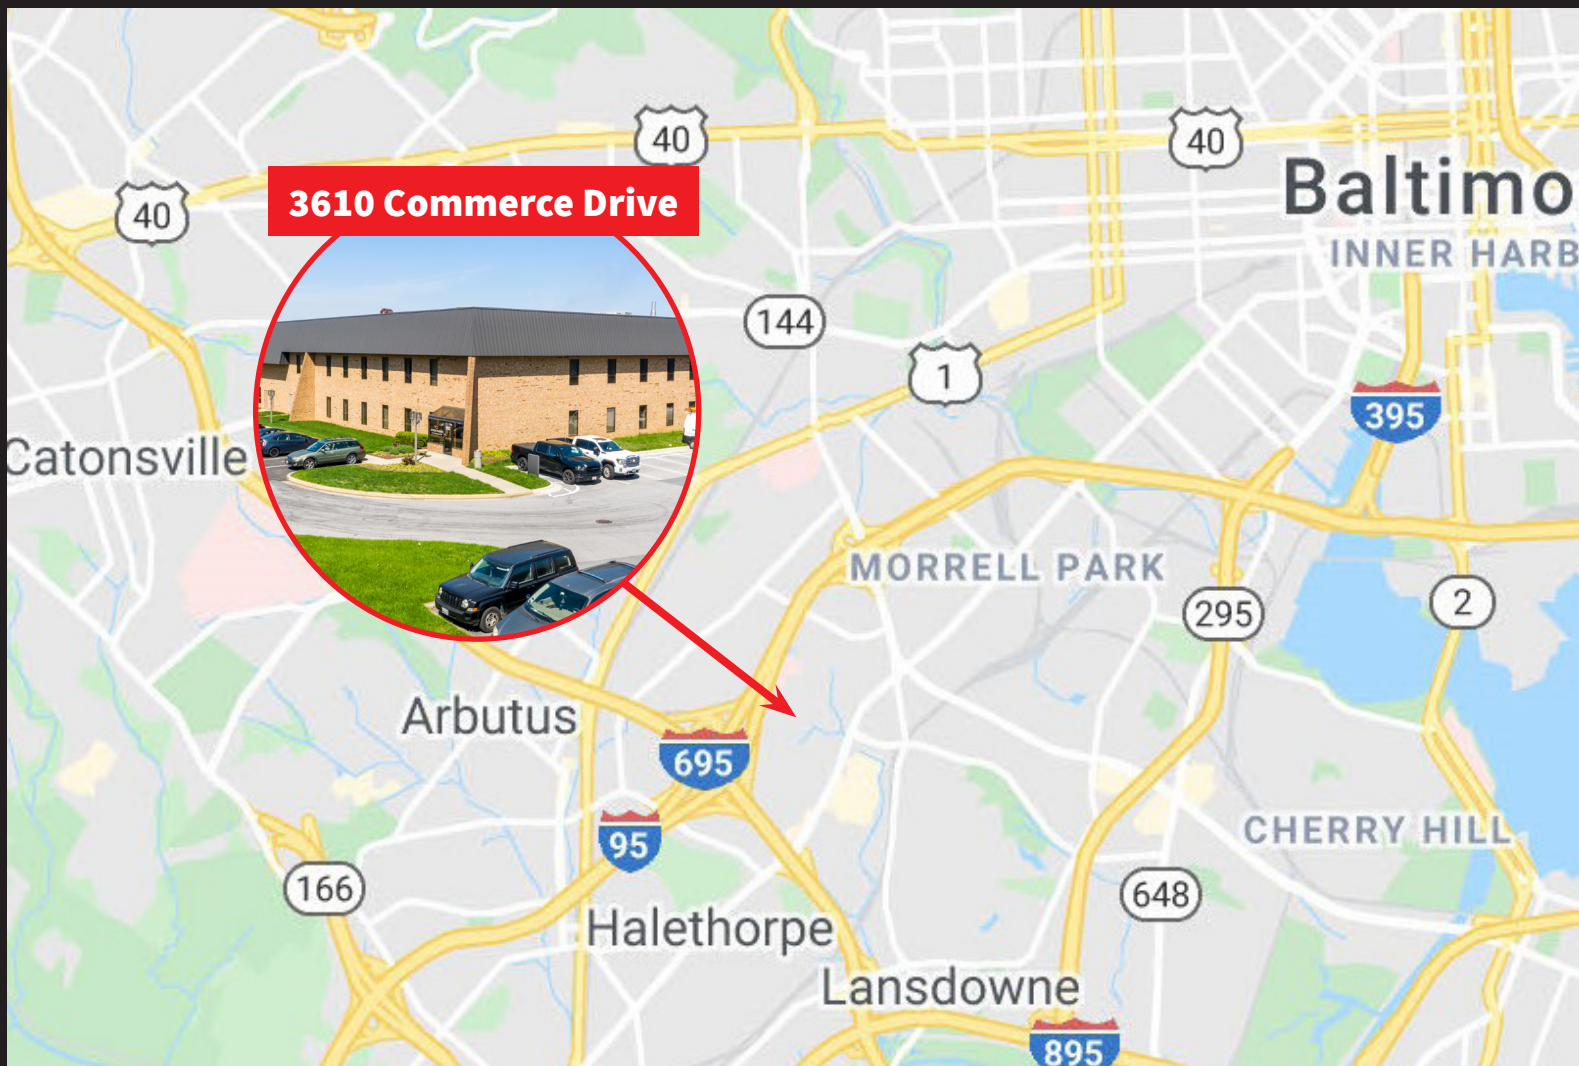 40
40
Baltimo
3610 Commerce Drive
40
INNER HARB
144
1
395
Catonsville
MORRELL PARK
295
2
Arbutus
695
CHERRY HILL
95
166
648
Halethorpe
Lansdowne
895